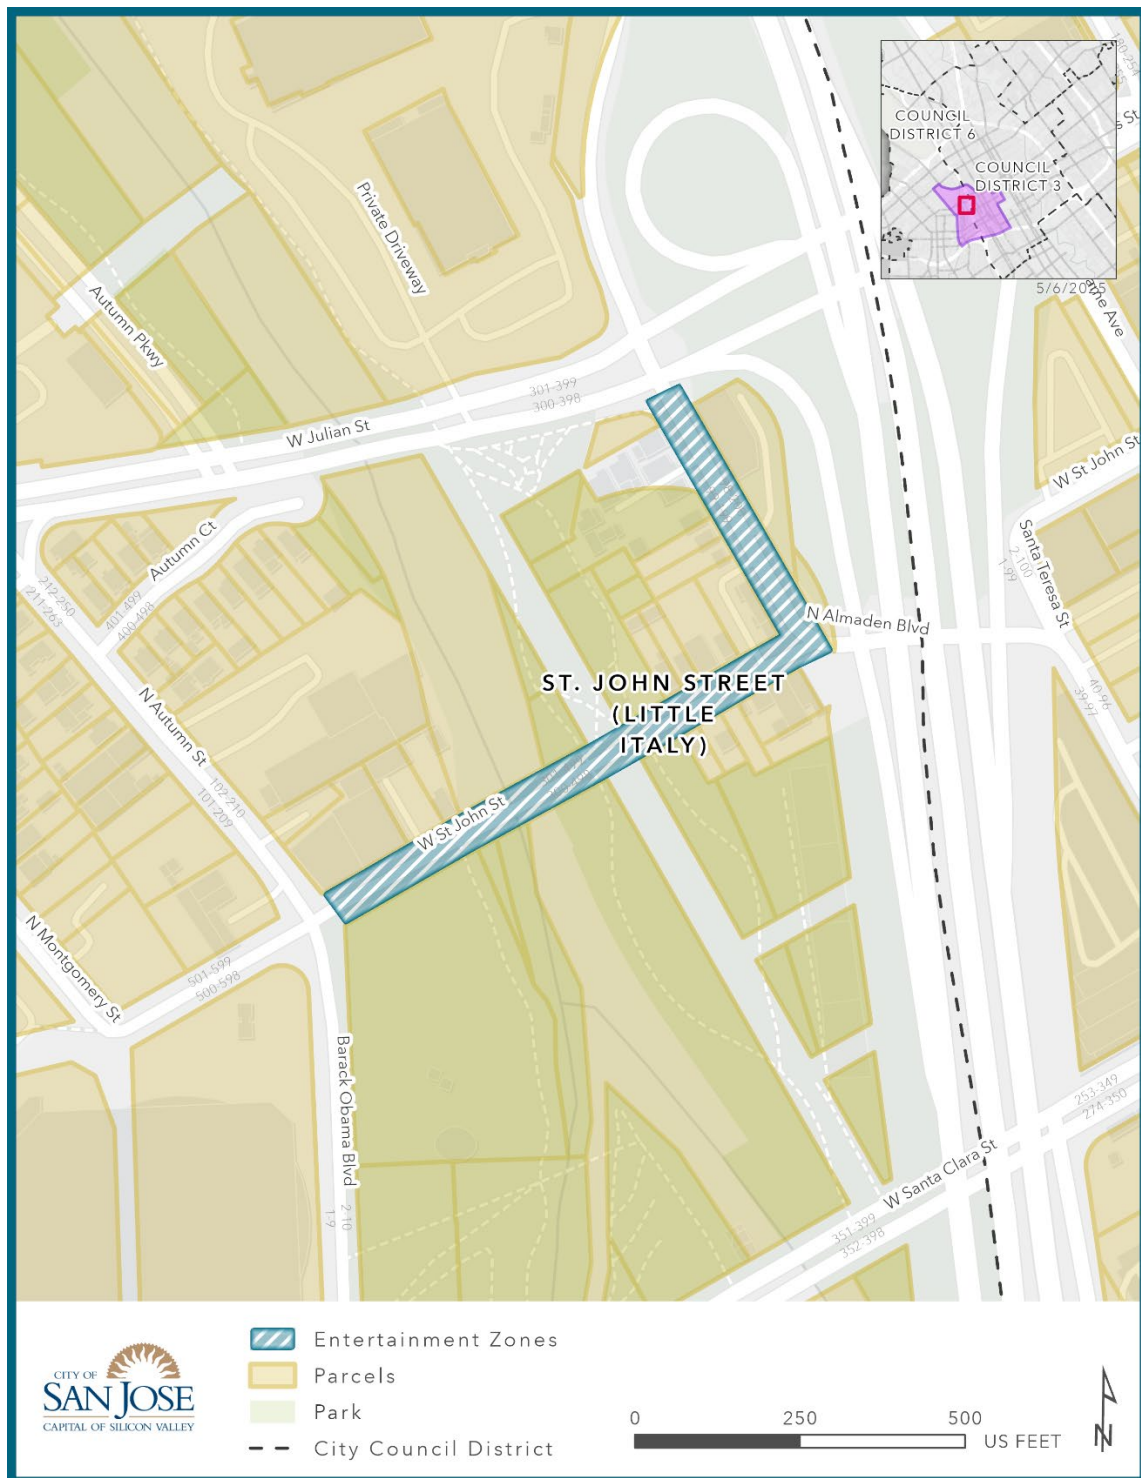 COUNCIL
DISTRICT 6
COUNCIL
DISTRICT 3
5/6/2025
Private Driveway
Autumn Pkwy
W Julian St
301-399
300-398
W St John St
Santa Teresa St
2-100
1-99
Autumn Ct
401-499
400-498
212-250
211-263
N Almaden Blvd
ST. JOHN STREET
(LITTLE
ITALY)
40-96
39-97
N Autumn St
102-210
101-209
W St John St
N Montgomery St
501-599
500-598
Barack Obama Blvd
2-10
1-9
253-349
274-350
W Santa Clara St
351-399
352-398
CITY OF
SAN JOSE
CAPITAL OF SILICON VALLEY
Entertainment Zones
Parcels
Park
City Council District
0 250 500
US FEET
N